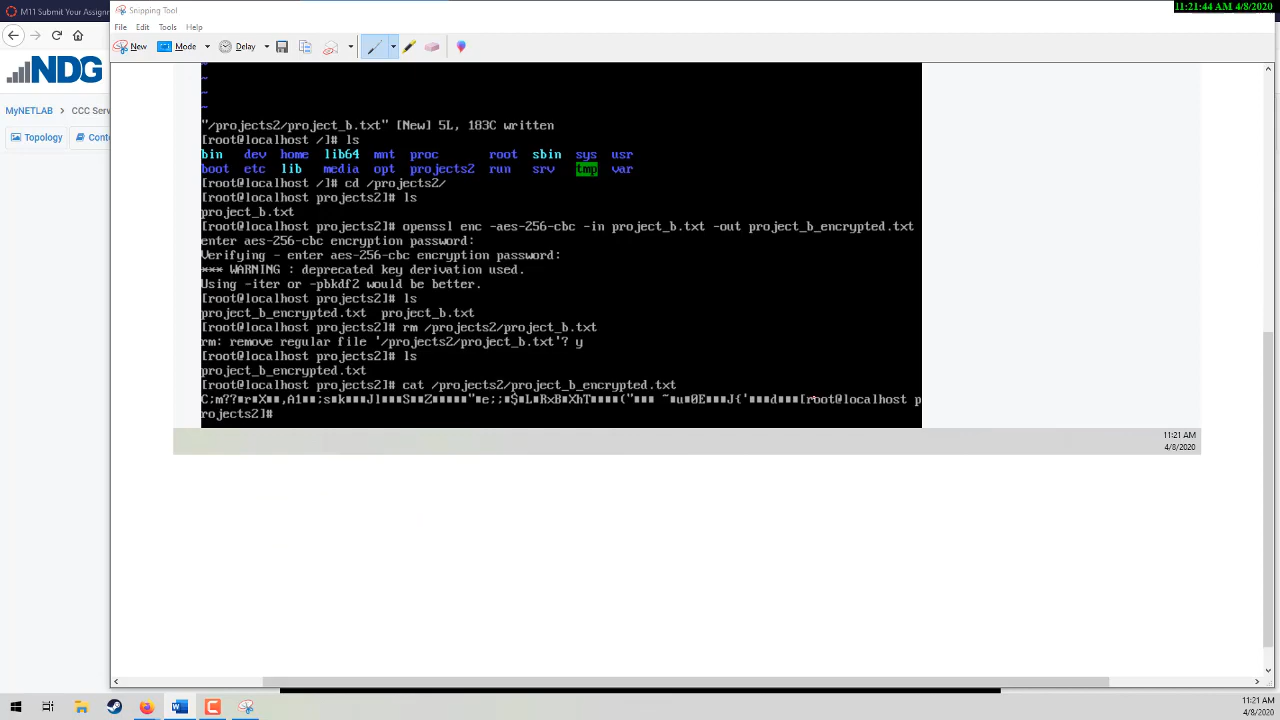 11:21:44 AM 4/8/2020
M11 Submit Your Assignm
Snipping Tool
File Edit Tools Help
New Mode Delay
NDG
MyNETLAB > CCC Serv
Topology Conte
~
~
~
~
"/projects2/project_b.txt" [New] 5L, 183C written
[root@localhost /]# ls
bin dev home lib64 mnt proc root sbin sys usr
boot etc lib media opt projects2 run srv tmp var
[root@localhost /]# cd /projects2/
[root@localhost projects2]# ls
project_b.txt
[root@localhost projects2]# openssl enc -aes-256-cbc -in project_b.txt -out project_b_encrypted.txt
enter aes-256-cbc encryption password:
Verifying - enter aes-256-cbc encryption password:
*** WARNING : deprecated key derivation used.
Using -iter or -pbkdf2 would be better.
[root@localhost projects2]# ls
project_b_encrypted.txt project_b.txt
[root@localhost projects2]# rm /projects2/project_b.txt
rm: remove regular file '/projects2/project_b.txt'? y
[root@localhost projects2]# ls
project_b_encrypted.txt
[root@localhost projects2]# cat /projects2/project_b_encrypted.txt
C;m??■r■X■■,A1■■;s■k■■■Jl■■■S■■Z■■■■■"■e;;■$■L■RxB■XhT■■■■("■■■ ~■u■0E■■■J{'■■■d■■■[root@localhost p
rojects2]#
11:21 AM
4/8/2020
11:21 AM
4/8/2020